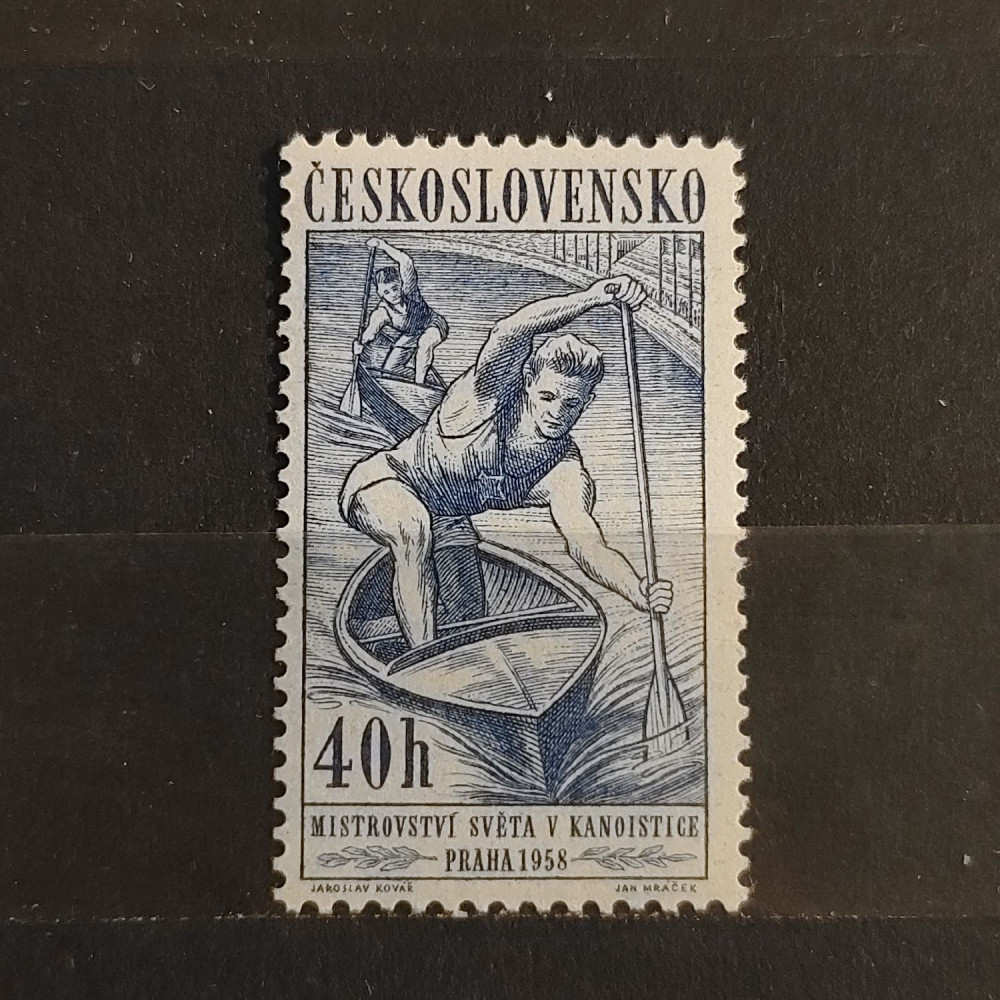 ČESKOSLOVENSKO
40h
MISTROVSTVÍ SVĚTA V KANOISTICE
PRAHA 1958
JAROSLAV KOVÁŘ JAN MRÁČEK